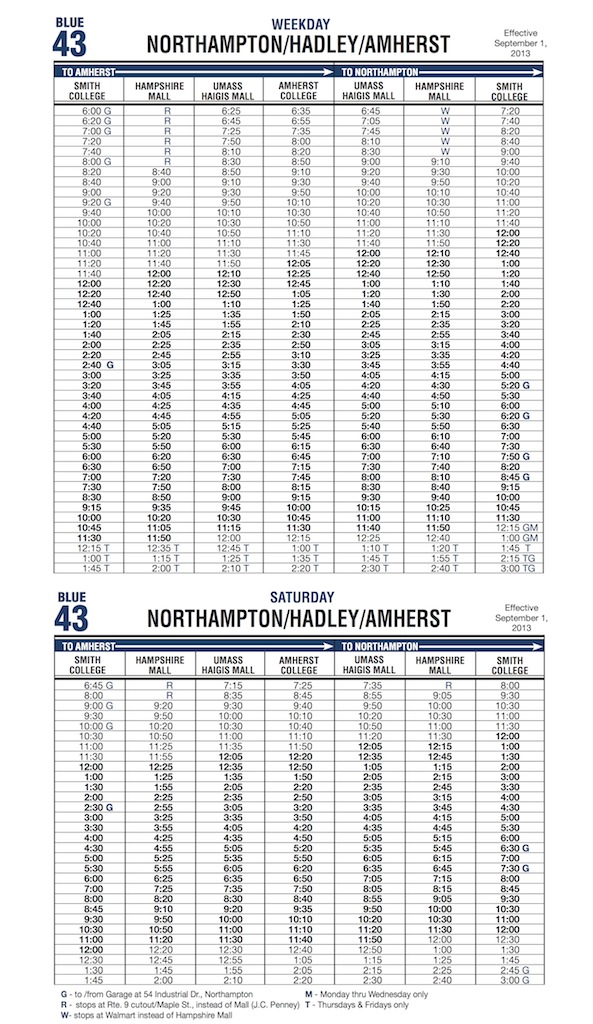 BLUE
43
WEEKDAY
NORTHAMPTON/HADLEY/AMHERST
Effective
September 1,
2013
TO AMHERST TO NORTHAMPTON
SMITH COLLEGE HAMPSHIRE MALL UMASS HAIGIS MALL AMHERST COLLEGE UMASS HAIGIS MALL HAMPSHIRE MALL SMITH COLLEGE
6:00 G R 6:25 6:35 6:45 W 7:20
6:20 G R 6:45 6:55 7:05 W 7:40
7:00 G R 7:25 7:35 7:45 W 8:20
7:20 R 7:50 8:00 8:10 W 8:40
7:40 R 8:10 8:20 8:30 W 9:00
8:00 G R 8:30 8:50 9:00 9:10 9:40
8:20 8:40 8:50 9:10 9:20 9:30 10:00
8:40 9:00 9:10 9:30 9:40 9:50 10:20
9:00 9:20 9:30 9:50 10:00 10:10 10:40
9:20 G 9:40 9:50 10:10 10:20 10:30 11:00
9:40 10:00 10:10 10:30 10:40 10:50 11:20
10:00 10:20 10:30 10:50 11:00 11:10 11:40
10:20 10:40 10:50 11:10 11:20 11:30 12:00
10:40 11:00 11:10 11:30 11:40 11:50 12:20
11:00 11:20 11:30 11:45 12:00 12:10 12:40
11:20 11:40 11:50 12:05 12:20 12:30 1:00
11:40 12:00 12:10 12:25 12:40 12:50 1:20
12:00 12:20 12:30 12:45 1:00 1:10 1:40
12:20 12:40 12:50 1:05 1:20 1:30 2:00
12:40 1:00 1:10 1:25 1:40 1:50 2:20
1:00 1:25 1:35 1:50 2:05 2:15 3:00
1:20 1:45 1:55 2:10 2:25 2:35 3:20
1:40 2:05 2:15 2:30 2:45 2:55 3:40
2:00 2:25 2:35 2:50 3:05 3:15 4:00
2:20 2:45 2:55 3:10 3:25 3:35 4:20
2:40 G 3:05 3:15 3:30 3:45 3:55 4:40
3:00 3:25 3:35 3:50 4:05 4:15 5:00
3:20 3:45 3:55 4:05 4:20 4:30 5:20 G
3:40 4:05 4:15 4:25 4:40 4:50 5:30
4:00 4:25 4:35 4:45 5:00 5:10 6:00
4:20 4:45 4:55 5:05 5:20 5:30 6:20 G
4:40 5:05 5:15 5:25 5:40 5:50 6:30
5:00 5:20 5:30 5:45 6:00 6:10 7:00
5:30 5:50 6:00 6:15 6:30 6:40 7:30
6:00 6:20 6:30 6:45 7:00 7:10 7:50 G
6:30 6:50 7:00 7:15 7:30 7:40 8:20
7:00 7:20 7:30 7:45 8:00 8:10 8:45 G
7:30 7:50 8:00 8:15 8:30 8:40 9:15
8:30 8:50 9:00 9:15 9:30 9:40 10:00
9:15 9:35 9:45 10:00 10:15 10:25 10:45
10:00 10:20 10:30 10:45 11:00 11:10 11:30
10:45 11:05 11:15 11:30 11:40 11:50 12:15 GM
11:30 11:50 12:00 12:15 12:25 12:40 1:00 GM
12:15 T 12:35 T 12:45 T 1:00 T 1:10 T 1:20 T 1:45 T
1:00 T 1:15 T 1:25 T 1:35 T 1:45 T 1:55 T 2:15 TG
1:45 T 2:00 T 2:10 T 2:20 T 2:30 T 2:40 T 3:00 TG
BLUE
43
SATURDAY
NORTHAMPTON/HADLEY/AMHERST
Effective
September 1,
2013
TO AMHERST TO NORTHAMPTON
SMITH COLLEGE HAMPSHIRE MALL UMASS HAIGIS MALL AMHERST COLLEGE UMASS HAIGIS MALL HAMPSHIRE MALL SMITH COLLEGE
6:45 G R 7:15 7:25 7:35 R 8:00
8:00 R 8:35 8:45 8:55 9:05 9:30
9:00 G 9:20 9:30 9:40 9:50 10:00 10:30
9:30 9:50 10:00 10:10 10:20 10:30 11:00
10:00 G 10:20 10:30 10:40 10:50 11:00 11:30
10:30 10:50 11:00 11:10 11:20 11:30 12:00
11:00 11:25 11:35 11:50 12:05 12:15 1:00
11:30 11:55 12:05 12:20 12:35 12:45 1:30
12:00 12:25 12:35 12:50 1:05 1:15 2:00
1:00 1:25 1:35 1:50 2:05 2:15 3:00
1:30 1:55 2:05 2:20 2:35 2:45 3:30
2:00 2:25 2:35 2:50 3:05 3:15 4:00
2:30 G 2:55 3:05 3:20 3:35 3:45 4:30
3:00 3:25 3:35 3:50 4:05 4:15 5:00
3:30 3:55 4:05 4:20 4:35 4:45 5:30
4:00 4:25 4:35 4:50 5:05 5:15 6:00
4:30 4:55 5:05 5:20 5:35 5:45 6:30 G
5:00 5:25 5:35 5:50 6:05 6:15 7:00
5:30 5:55 6:05 6:20 6:35 6:45 7:30 G
6:00 6:25 6:35 6:50 7:05 7:15 8:00
7:00 7:25 7:35 7:50 8:05 8:15 8:45
8:00 8:20 8:30 8:40 8:55 9:05 9:30
8:45 9:10 9:20 9:35 9:50 10:00 10:30
9:30 9:50 10:00 10:10 10:20 10:30 11:00
10:30 10:50 11:00 11:10 11:20 11:30 12:00
11:00 11:20 11:30 11:40 11:50 12:00 12:30
12:00 12:20 12:30 12:40 12:50 1:00 1:30
12:30 12:45 12:55 1:05 1:15 1:25 1:45
1:30 1:45 1:55 2:05 2:15 2:25 2:45 G
1:45 2:00 2:10 2:20 2:30 2:40 3:00 G
G - to /from Garage at 54 Industrial Dr., Northampton M - Monday thru Wednesday only
R - stops at Rte. 9 cutout/Maple St., instead of Mall (J.C. Penney) T - Thursdays & Fridays only
W- stops at Walmart instead of Hampshire Mall